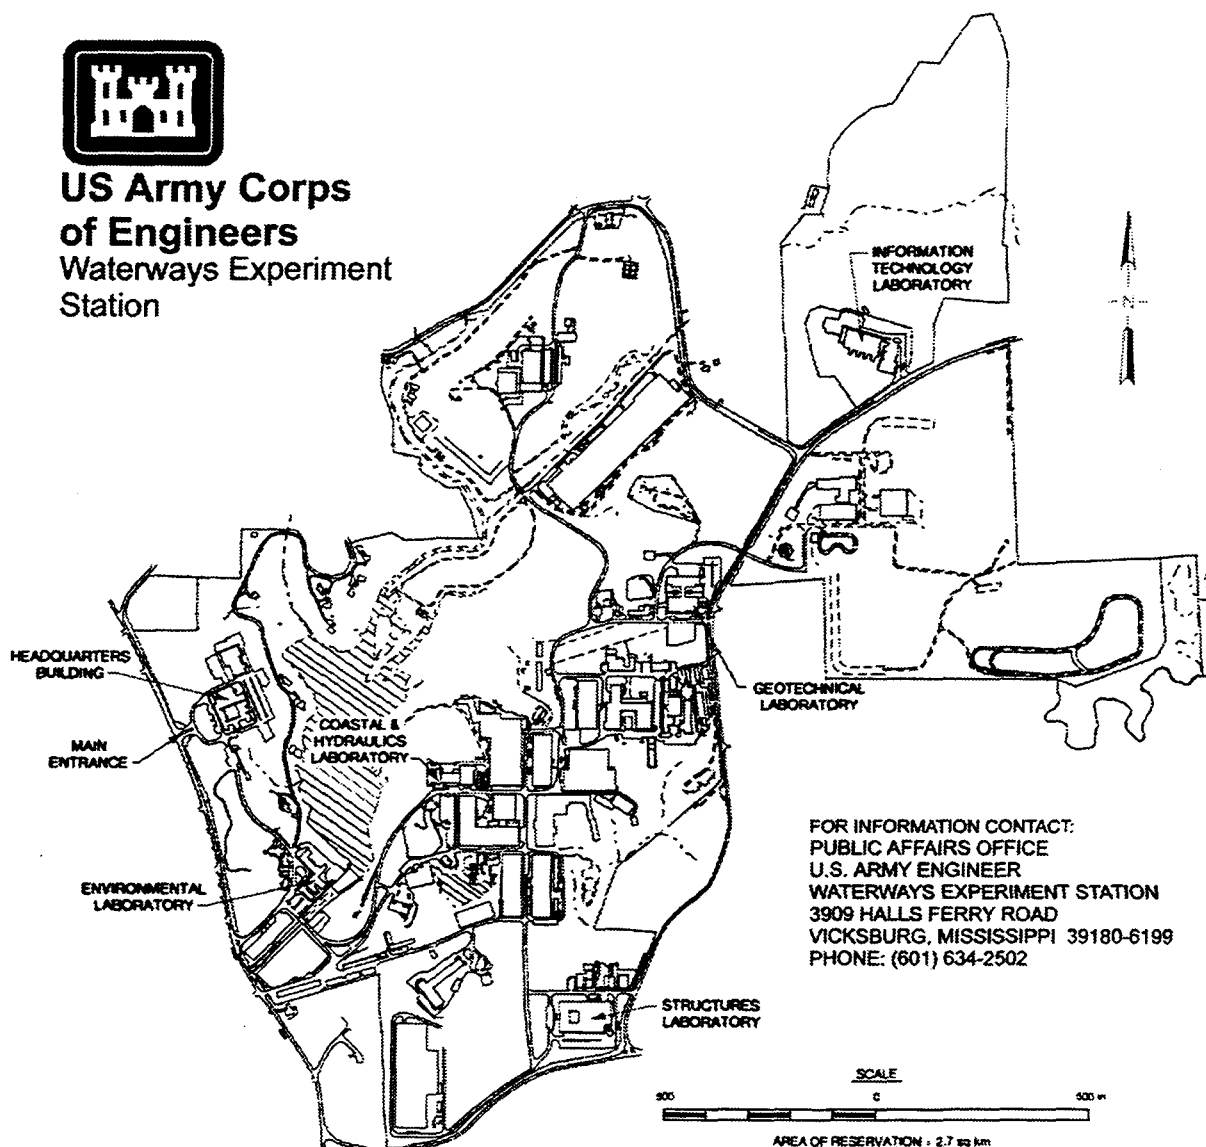 US Army Corps
of Engineers
Waterways Experiment
Station
INFORMATION
TECHNOLOGY
LABORATORY
N
HEADQUARTERS
BUILDING
GEOTECHNICAL
LABORATORY
MAIN
ENTRANCE
COASTAL &
HYDRAULICS
LABORATORY
ENVIRONMENTAL
LABORATORY
FOR INFORMATION CONTACT:
PUBLIC AFFAIRS OFFICE
U.S. ARMY ENGINEER
WATERWAYS EXPERIMENT STATION
3909 HALLS FERRY ROAD
VICKSBURG, MISSISSIPPI 39180-6199
PHONE: (601) 634-2502
STRUCTURES
LABORATORY
SCALE
500 0 500 m
AREA OF RESERVATION = 2.7 sq km